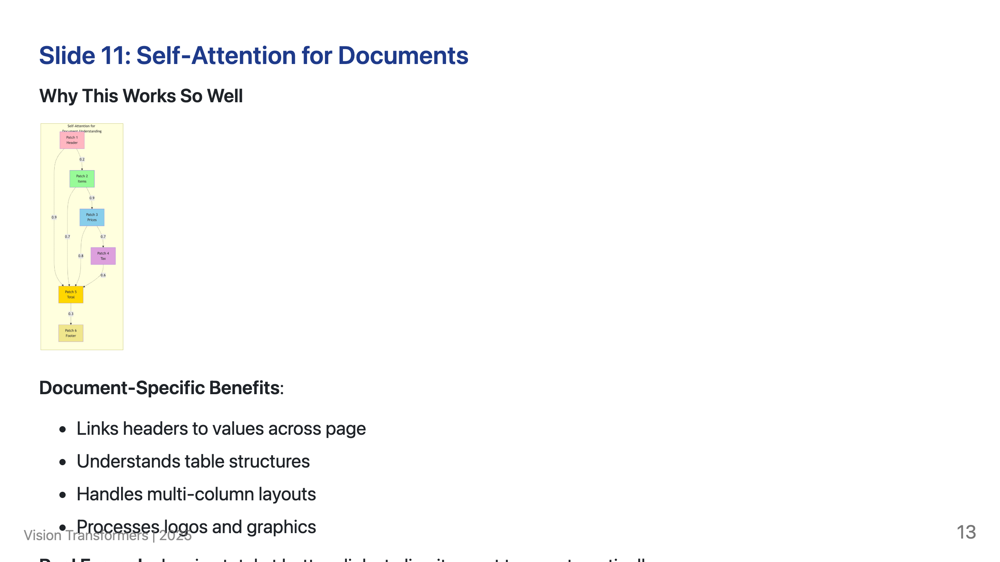 Slide 11: Self-Attention for Documents
Why This Works So Well
Self-Attention for
Document Understanding
Patch 1
Header
0.2
Patch 2
Items
0.9
Patch 3
Prices
0.9
0.7
0.7
0.8
Patch 4
Tax
0.6
Patch 5
Total
0.3
Patch 6
Footer
Document-Specific Benefits:
• Links headers to values across page
• Understands table structures
• Handles multi-column layouts
• Processes logos and graphics
Vision Transformers | 2025
13